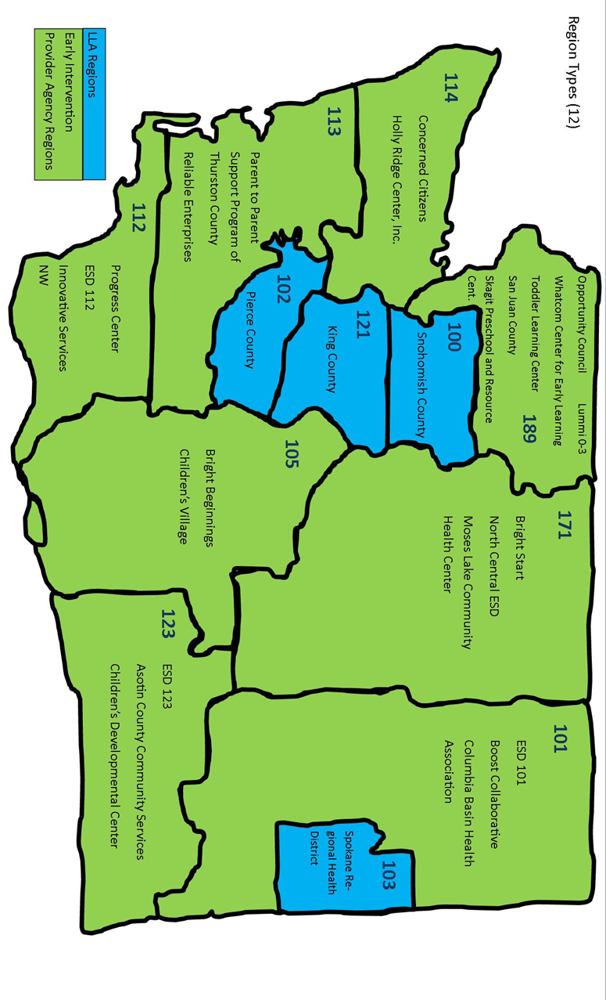 Region Types (12)
114
Concerned Citizens
Holly Ridge Center, Inc.
113
Parent to Parent
Support Program of
Thurston County
Reliable Enterprises
112
Progress Center
ESD 112
Innovative Services
NW
102
Pierce County
121
King County
100
Snohomish County
Opportunity Council Lummi 0-3
Whatcom Center for Early Learning
Toddler Learning Center
189
San Juan County
Skagit Preschool and Resource
Cent.
105
Bright Beginnings
Children's Village
171
Bright Start
North Central ESD
Moses Lake Community
Health Center
123
ESD 123
Asotin County Community Services
Children's Developmental Center
101
ESD 101
Boost Collaborative
Columbia Basin Health
Association
103
Spokane Re-
gional Health
District
LLA Regions
Early Intervention
Provider Agency Regions